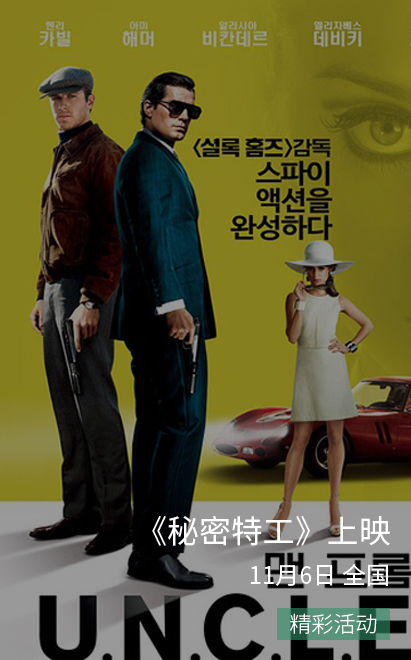 헨리 아미 알리시아 엘리자베스
카빌 해머 비칸데르 데비키
〈셜록 홈즈〉감독
스파이
액션을
완성하다
《秘密特工》上映
맨 프롬
11月6日 全国
U.N.C.L.E
精彩活动